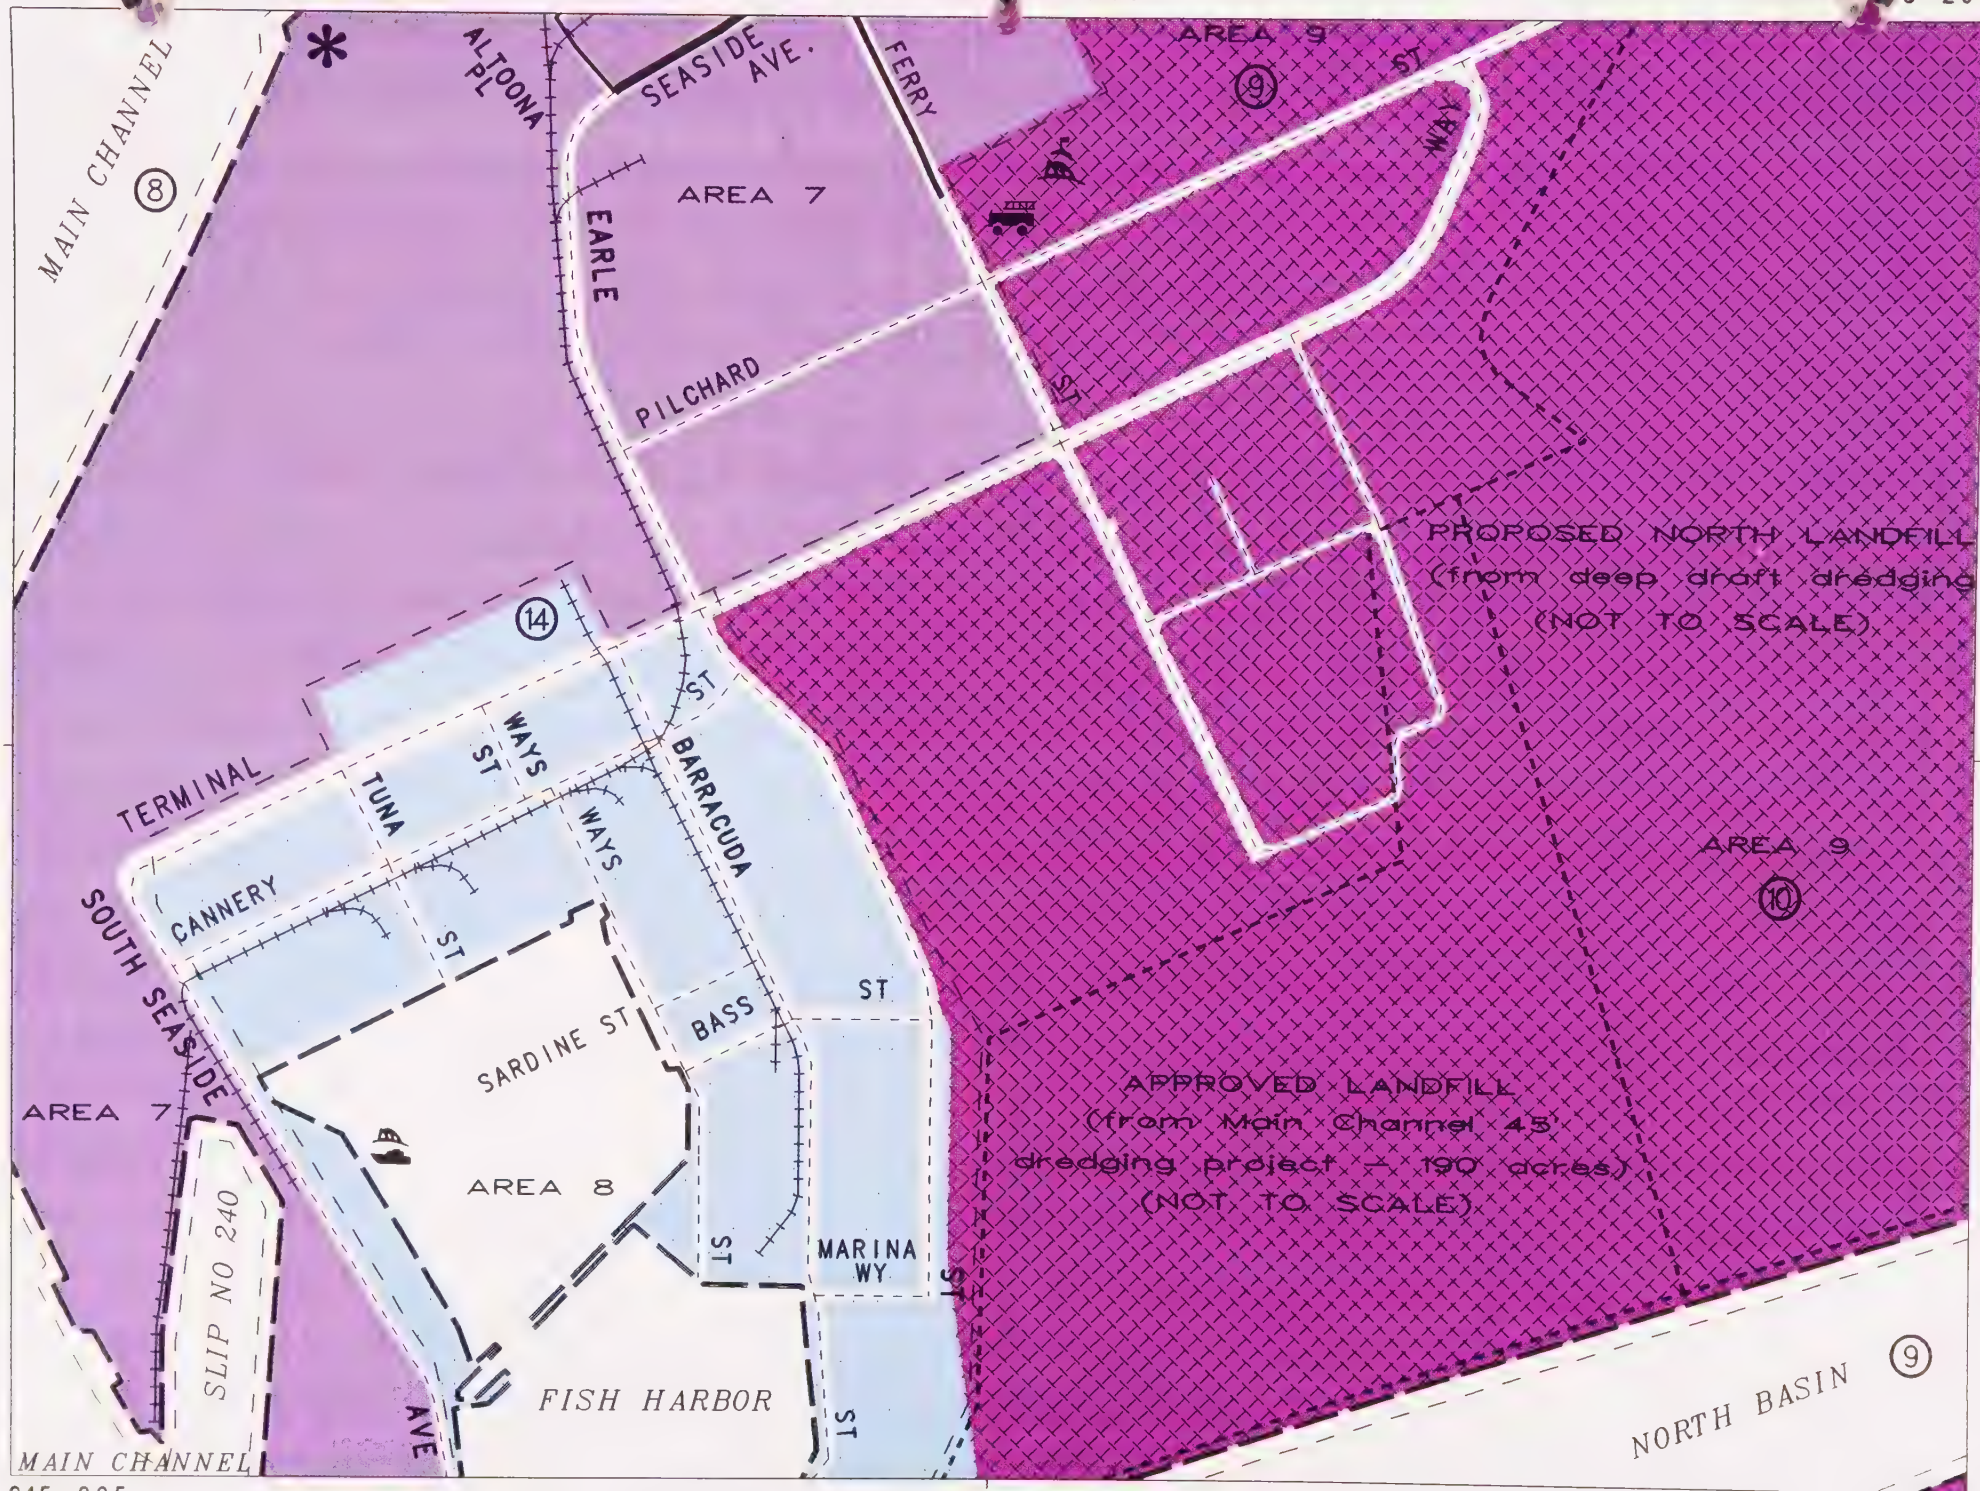 MAIN CHANNEL
8
*
ALTOONA
PL
SEASIDE
AVE.
FERRY
AREA 9
9
ST
WAY
AREA 7
EARLE
PILCHARD
ST
PROPOSED NORTH LANDFILL
(from deep draft dredging
(NOT TO SCALE)
14
ST
TERMINAL
TUNA
WAYS
ST
WAYS
BARRACUDA
CANNERY
ST
AREA 9
10
SOUTH SEASIDE
ST
SARDINE ST
BASS
AREA 7
AREA 8
APPROVED LANDFILL
(from Main Channel 45'
dredging project - 190 acres)
(NOT TO SCALE)
SLIP NO 240
ST
MARINA
WY
ST
FISH HARBOR
ST
AVE
NORTH BASIN
9
MAIN CHANNEL